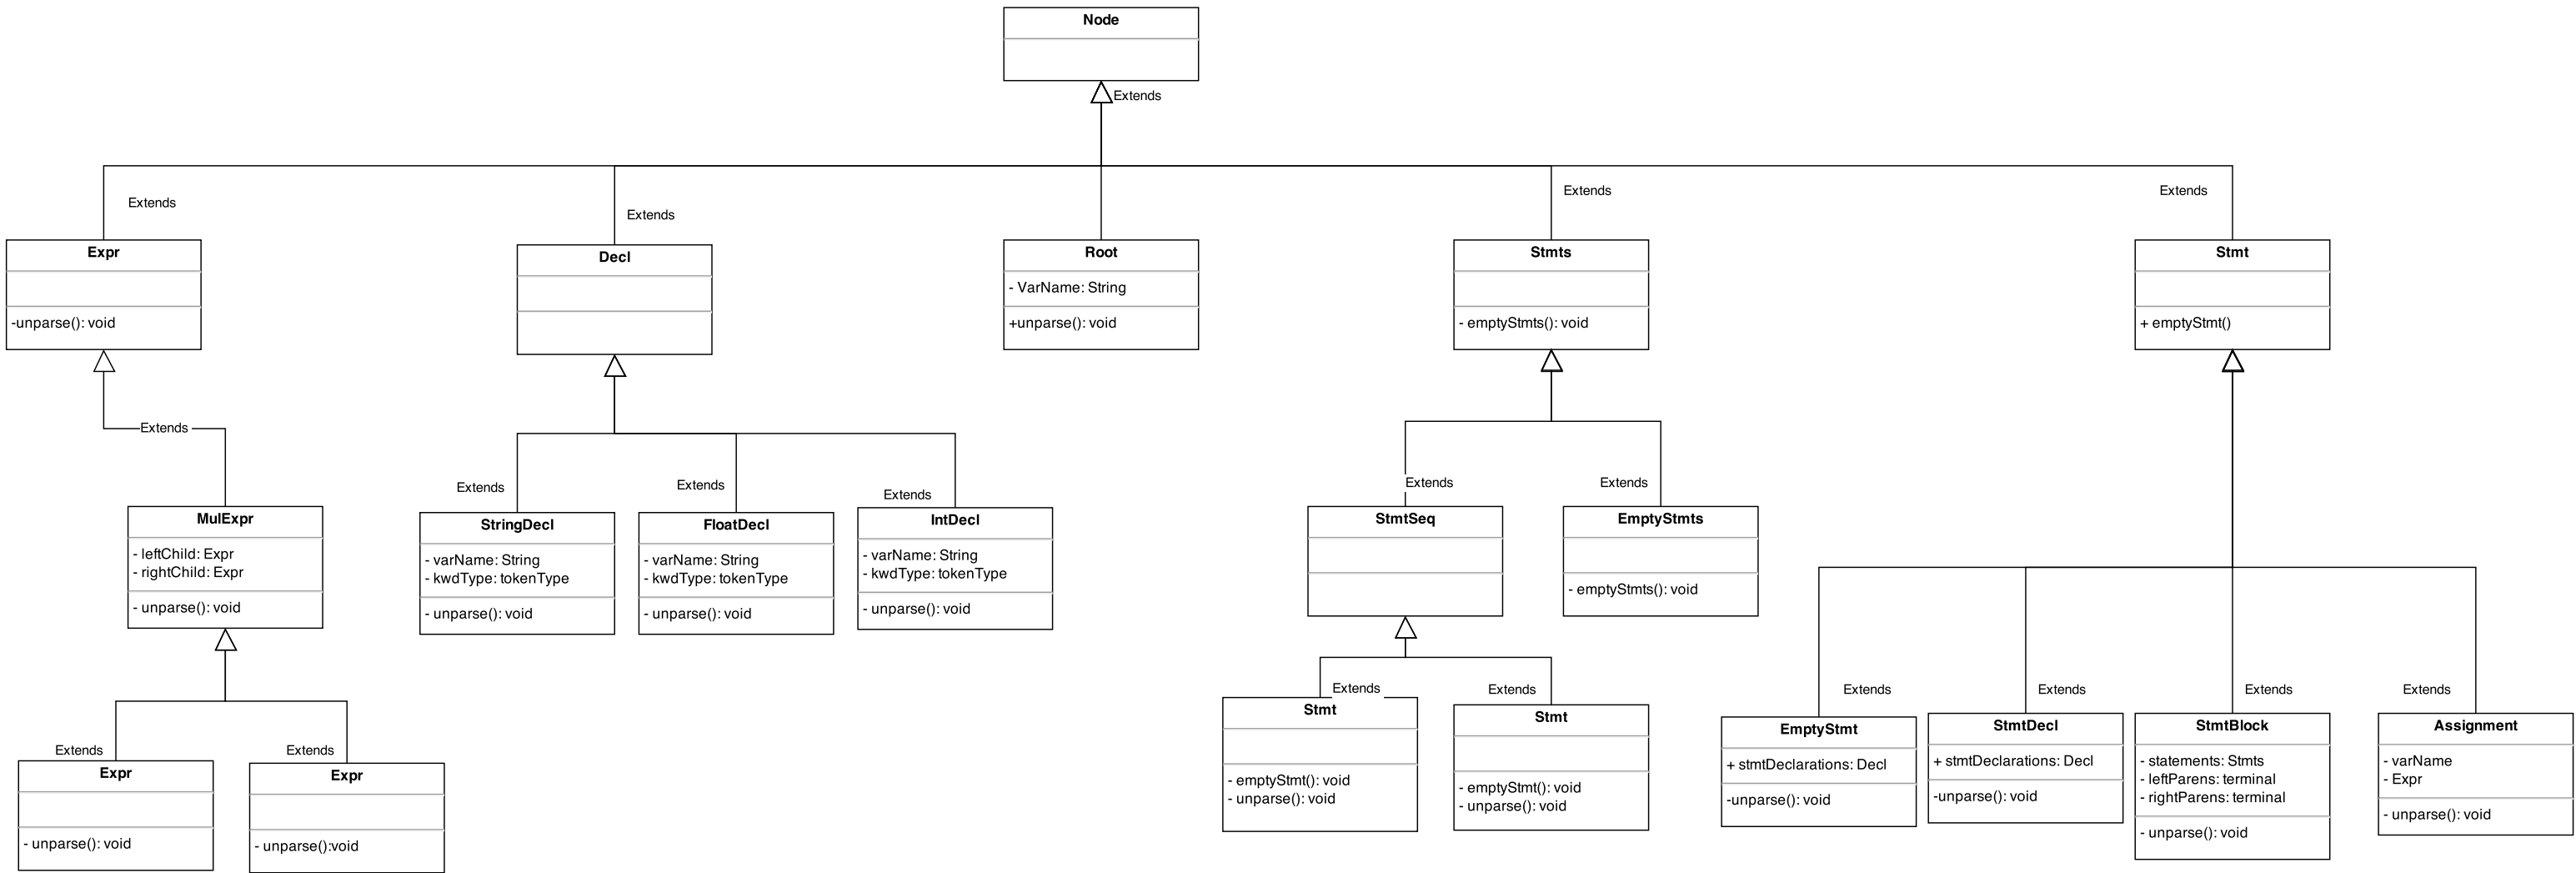 Node
Extends
Extends
Extends
Extends
Extends
Expr
-unparse(): void
Decl
Root
- VarName: String
+unparse(): void
Stmts
- emptyStmts(): void
Stmt
+ emptyStmt()
Extends
MulExpr
- leftChild: Expr
- rightChild: Expr
- unparse(): void
Extends
StringDecl
- varName: String
- kwdType: tokenType
- unparse(): void
Extends
FloatDecl
- varName: String
- kwdType: tokenType
- unparse(): void
Extends
IntDecl
- varName: String
- kwdType: tokenType
- unparse(): void
Extends
StmtSeq
Extends
EmptyStmts
- emptyStmts(): void
Extends
Expr
- unparse(): void
Extends
Expr
- unparse():void
Extends
Stmt
- emptyStmt(): void
- unparse(): void
Extends
Stmt
- emptyStmt(): void
- unparse(): void
Extends
EmptyStmt
+ stmtDeclarations: Decl
-unparse(): void
Extends
StmtDecl
+ stmtDeclarations: Decl
-unparse(): void
Extends
StmtBlock
- statements: Stmts
- leftParens: terminal
- rightParens: terminal
- unparse(): void
Extends
Assignment
- varName
- Expr
- unparse(): void